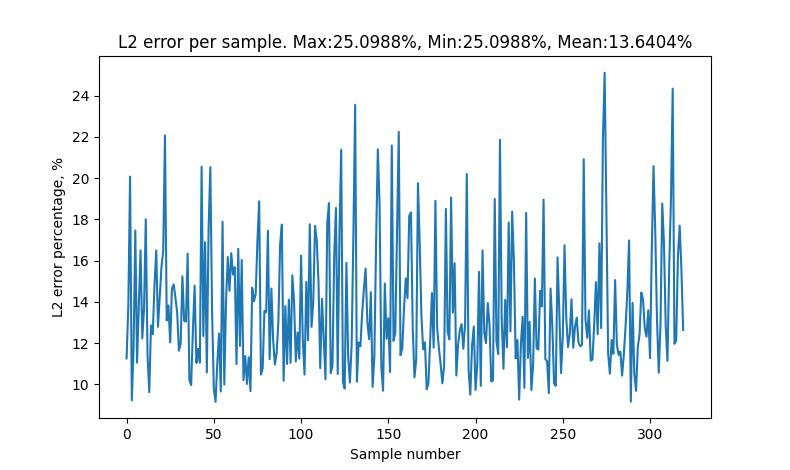 L2 error per sample. Max:25.0988%, Min:25.0988%, Mean:13.6404%
L2 error percentage, %
24
22
20
18
16
14
12
10
0 50 100 150 200 250 300
Sample number